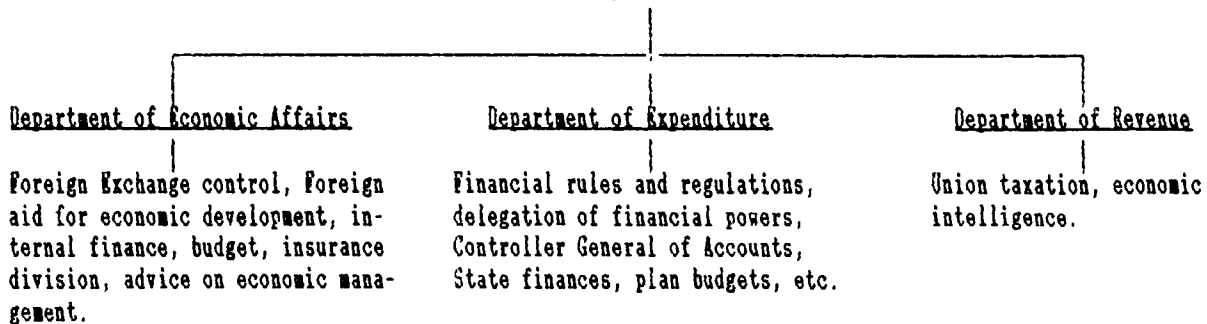 Department of Economic Affairs
Foreign Exchange control, Foreign
aid for economic development, in-
ternal finance, budget, insurance
division, advice on economic mana-
gement.
Department of Expenditure
Financial rules and regulations,
delegation of financial powers,
Controller General of Accounts,
State finances, plan budgets, etc.
Department of Revenue
Union taxation, economic
intelligence.